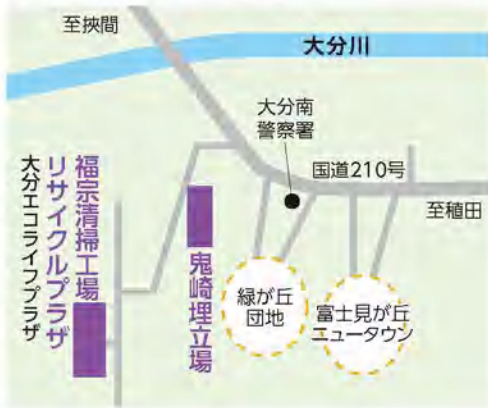 至挾間
大分川
大分南
警察署
国道210号
至稙田
福宗清掃工場
リサイクルプラザ
大分エコライフプラザ
鬼崎埋立場
緑が丘
団地
富士見が丘
ニュータウン